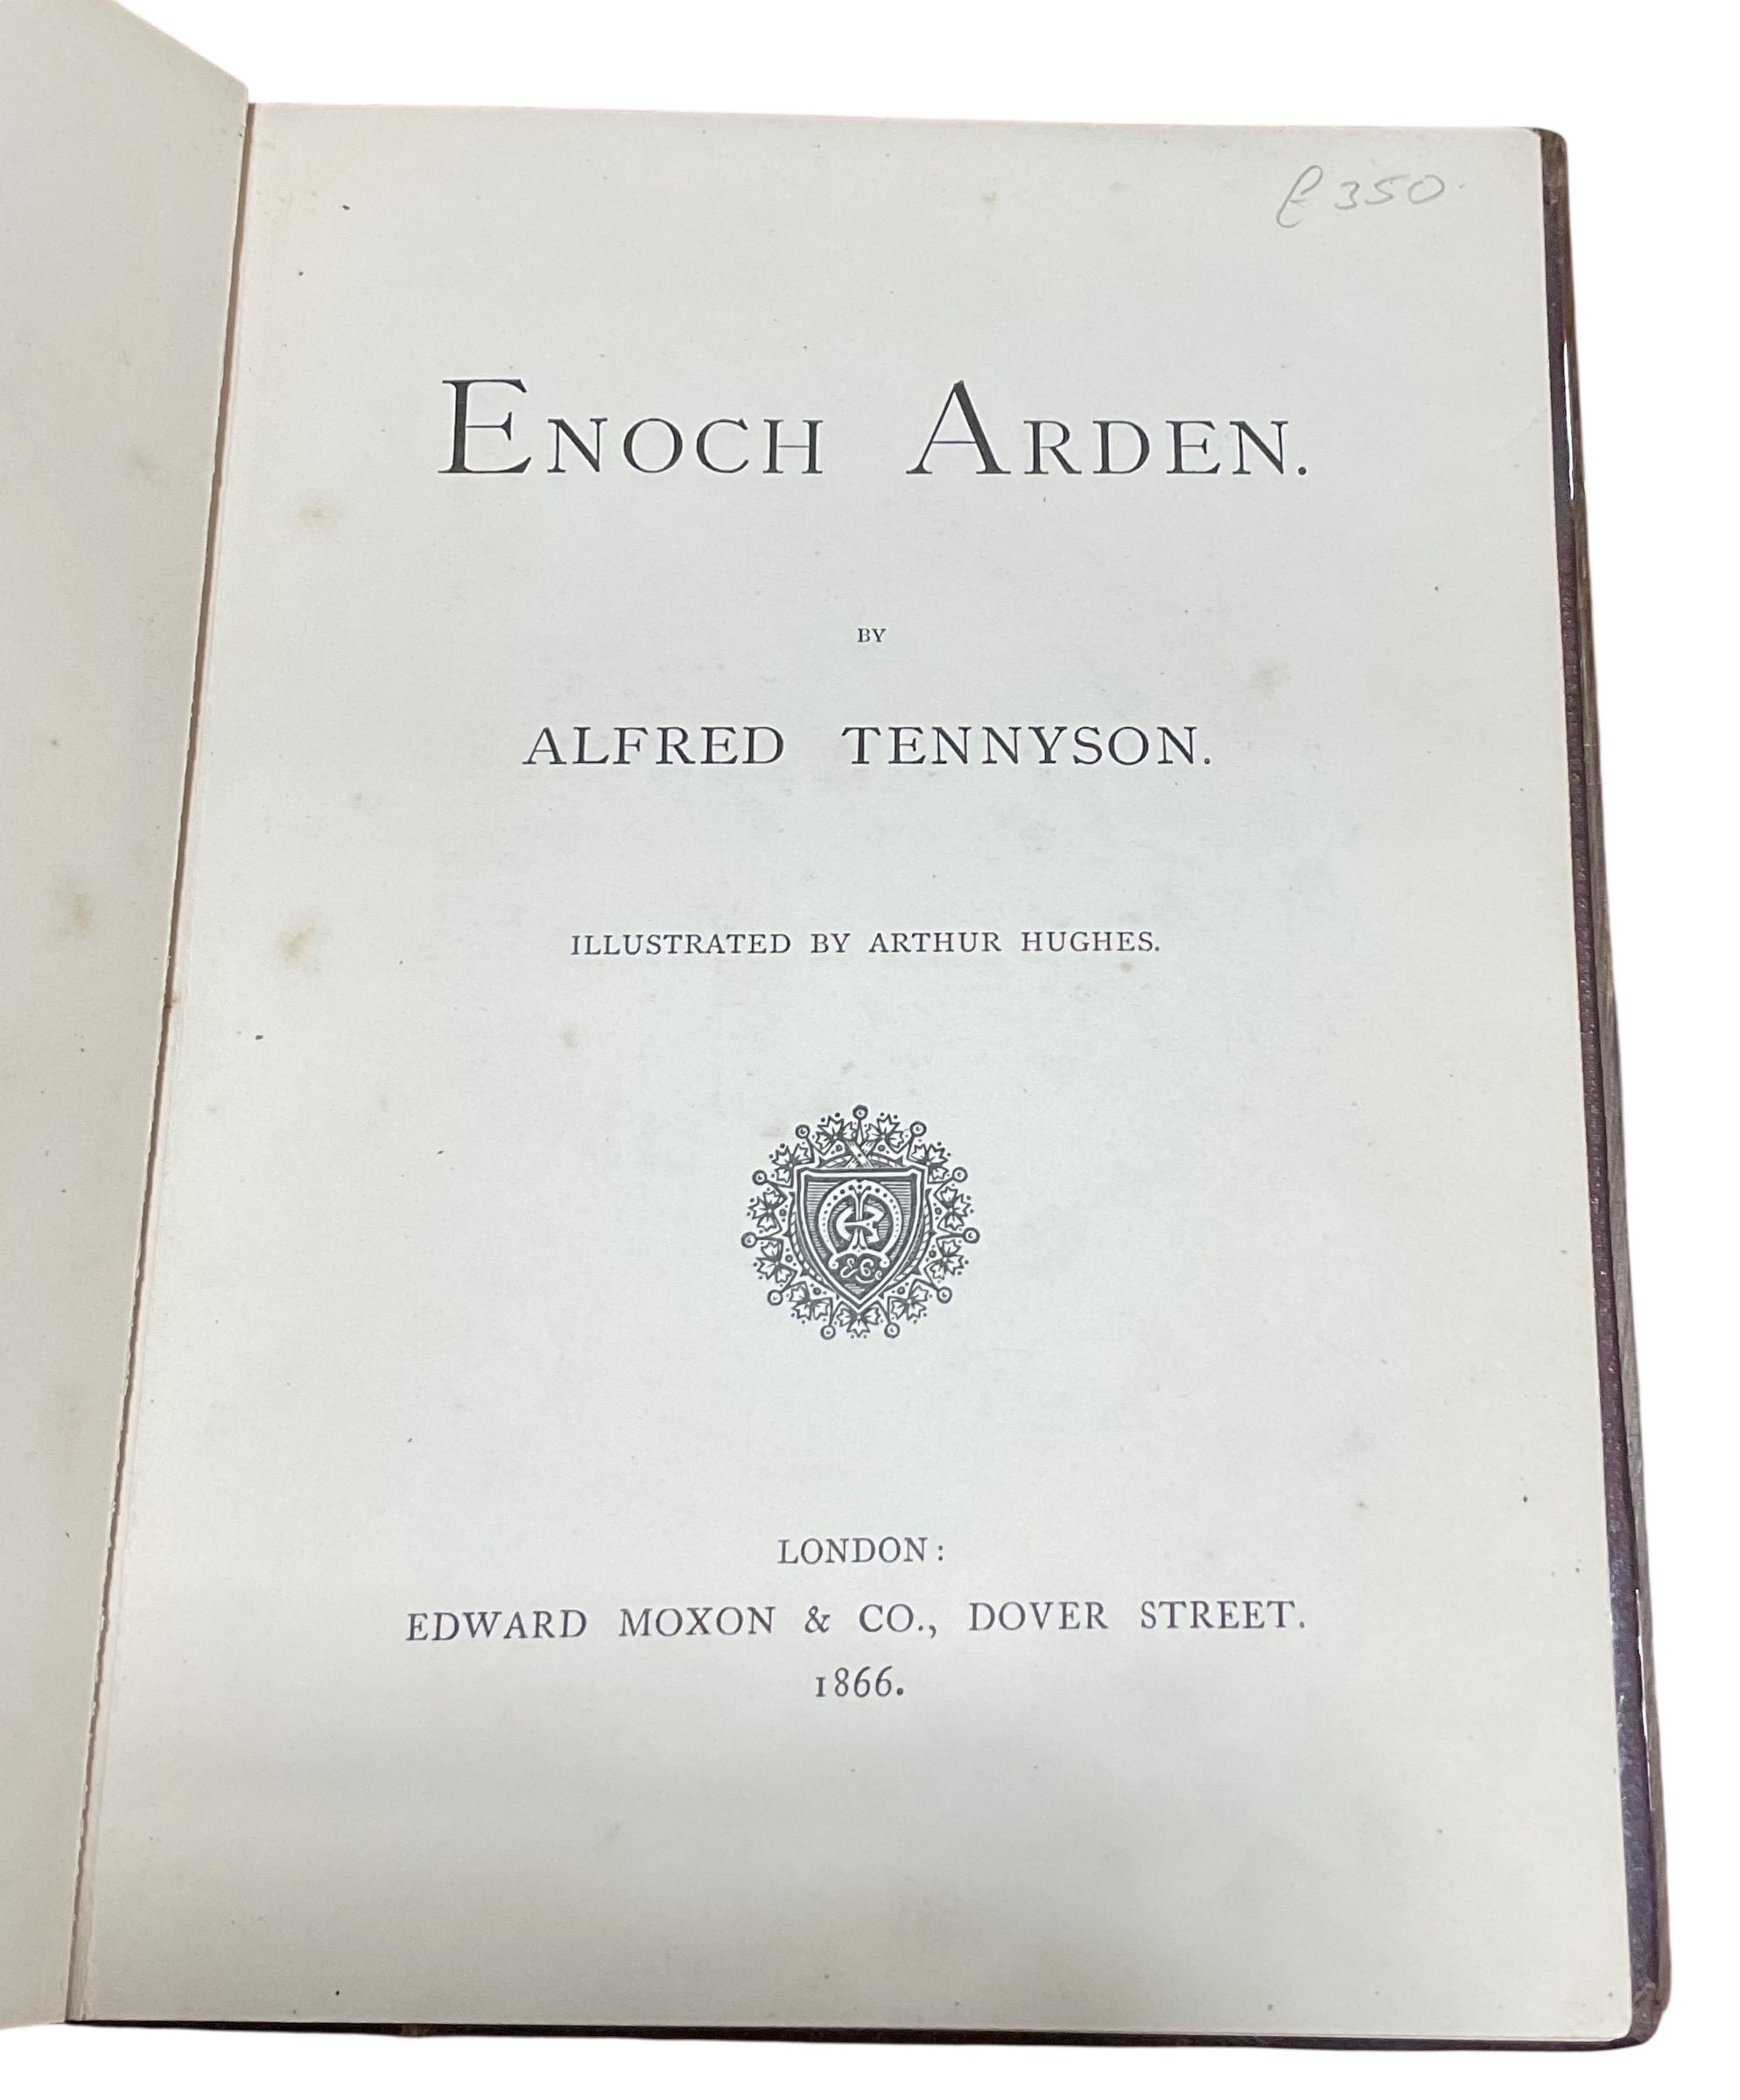 £350.
ENOCH ARDEN.
BY
ALFRED TENNYSON.
ILLUSTRATED BY ARTHUR HUGHES.
LONDON:
EDWARD MOXON & CO., DOVER STREET.
1866.